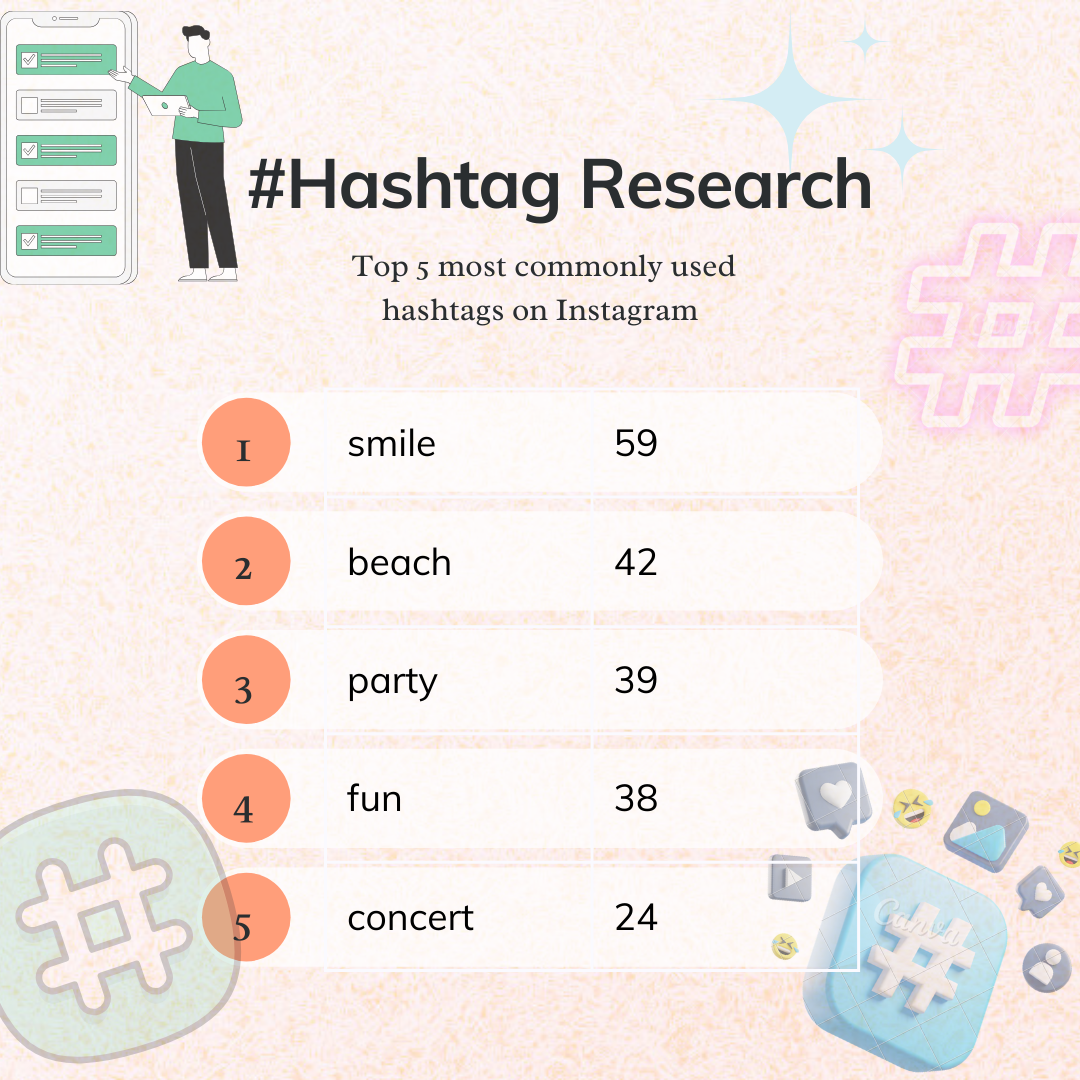 #Hashtag Research
Top 5 most commonly used
hashtags on Instagram
1 smile 59
2 beach 42
3 party 39
4 fun 38
5 concert 24
Canva